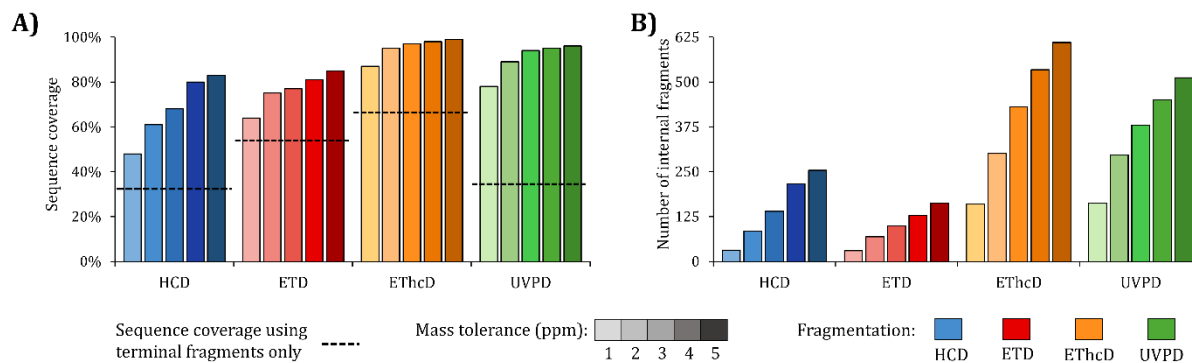 A)
B)
Sequence coverage
100%
80%
60%
40%
20%
0%
HCD
ETD
EThcD
UVPD
Number of internal fragments
625
500
375
250
125
0
HCD
ETD
EThcD
UVPD
Sequence coverage using
terminal fragments only
Mass tolerance (ppm):
1 2 3 4 5
Fragmentation:
HCD ETD EThcD UVPD